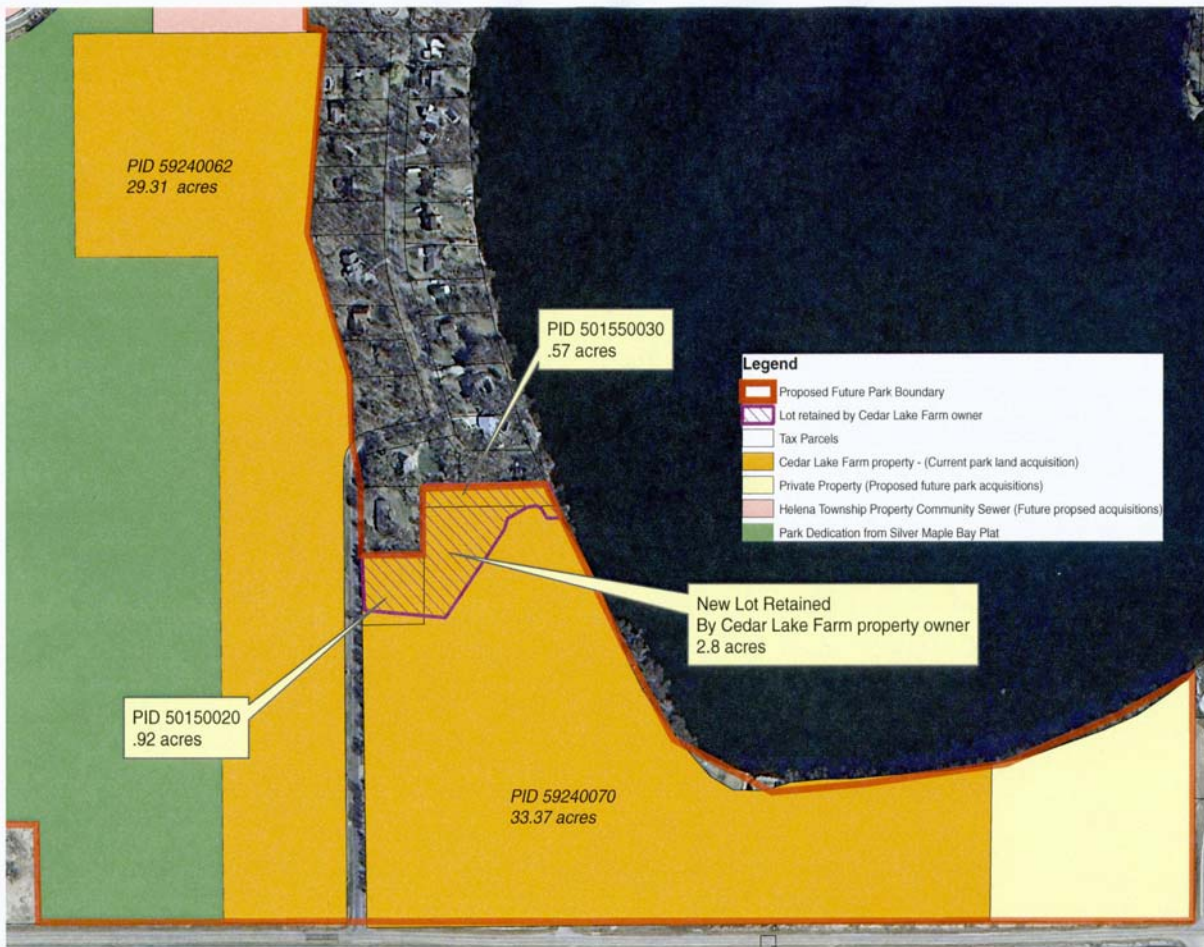 PID 59240062
29.31 acres
PID 501550030
.57 acres
Legend
Proposed Future Park Boundary
Lot retained by Cedar Lake Farm owner
Tax Parcels
Cedar Lake Farm property - (Current park land acquisition)
Private Property (Proposed future park acquisitions)
Helena Township Property Community Sewer (Future propsed acquisitions)
Park Dedication from Silver Maple Bay Plat
New Lot Retained
By Cedar Lake Farm property owner
2.8 acres
PID 50150020
.92 acres
PID 59240070
33.37 acres